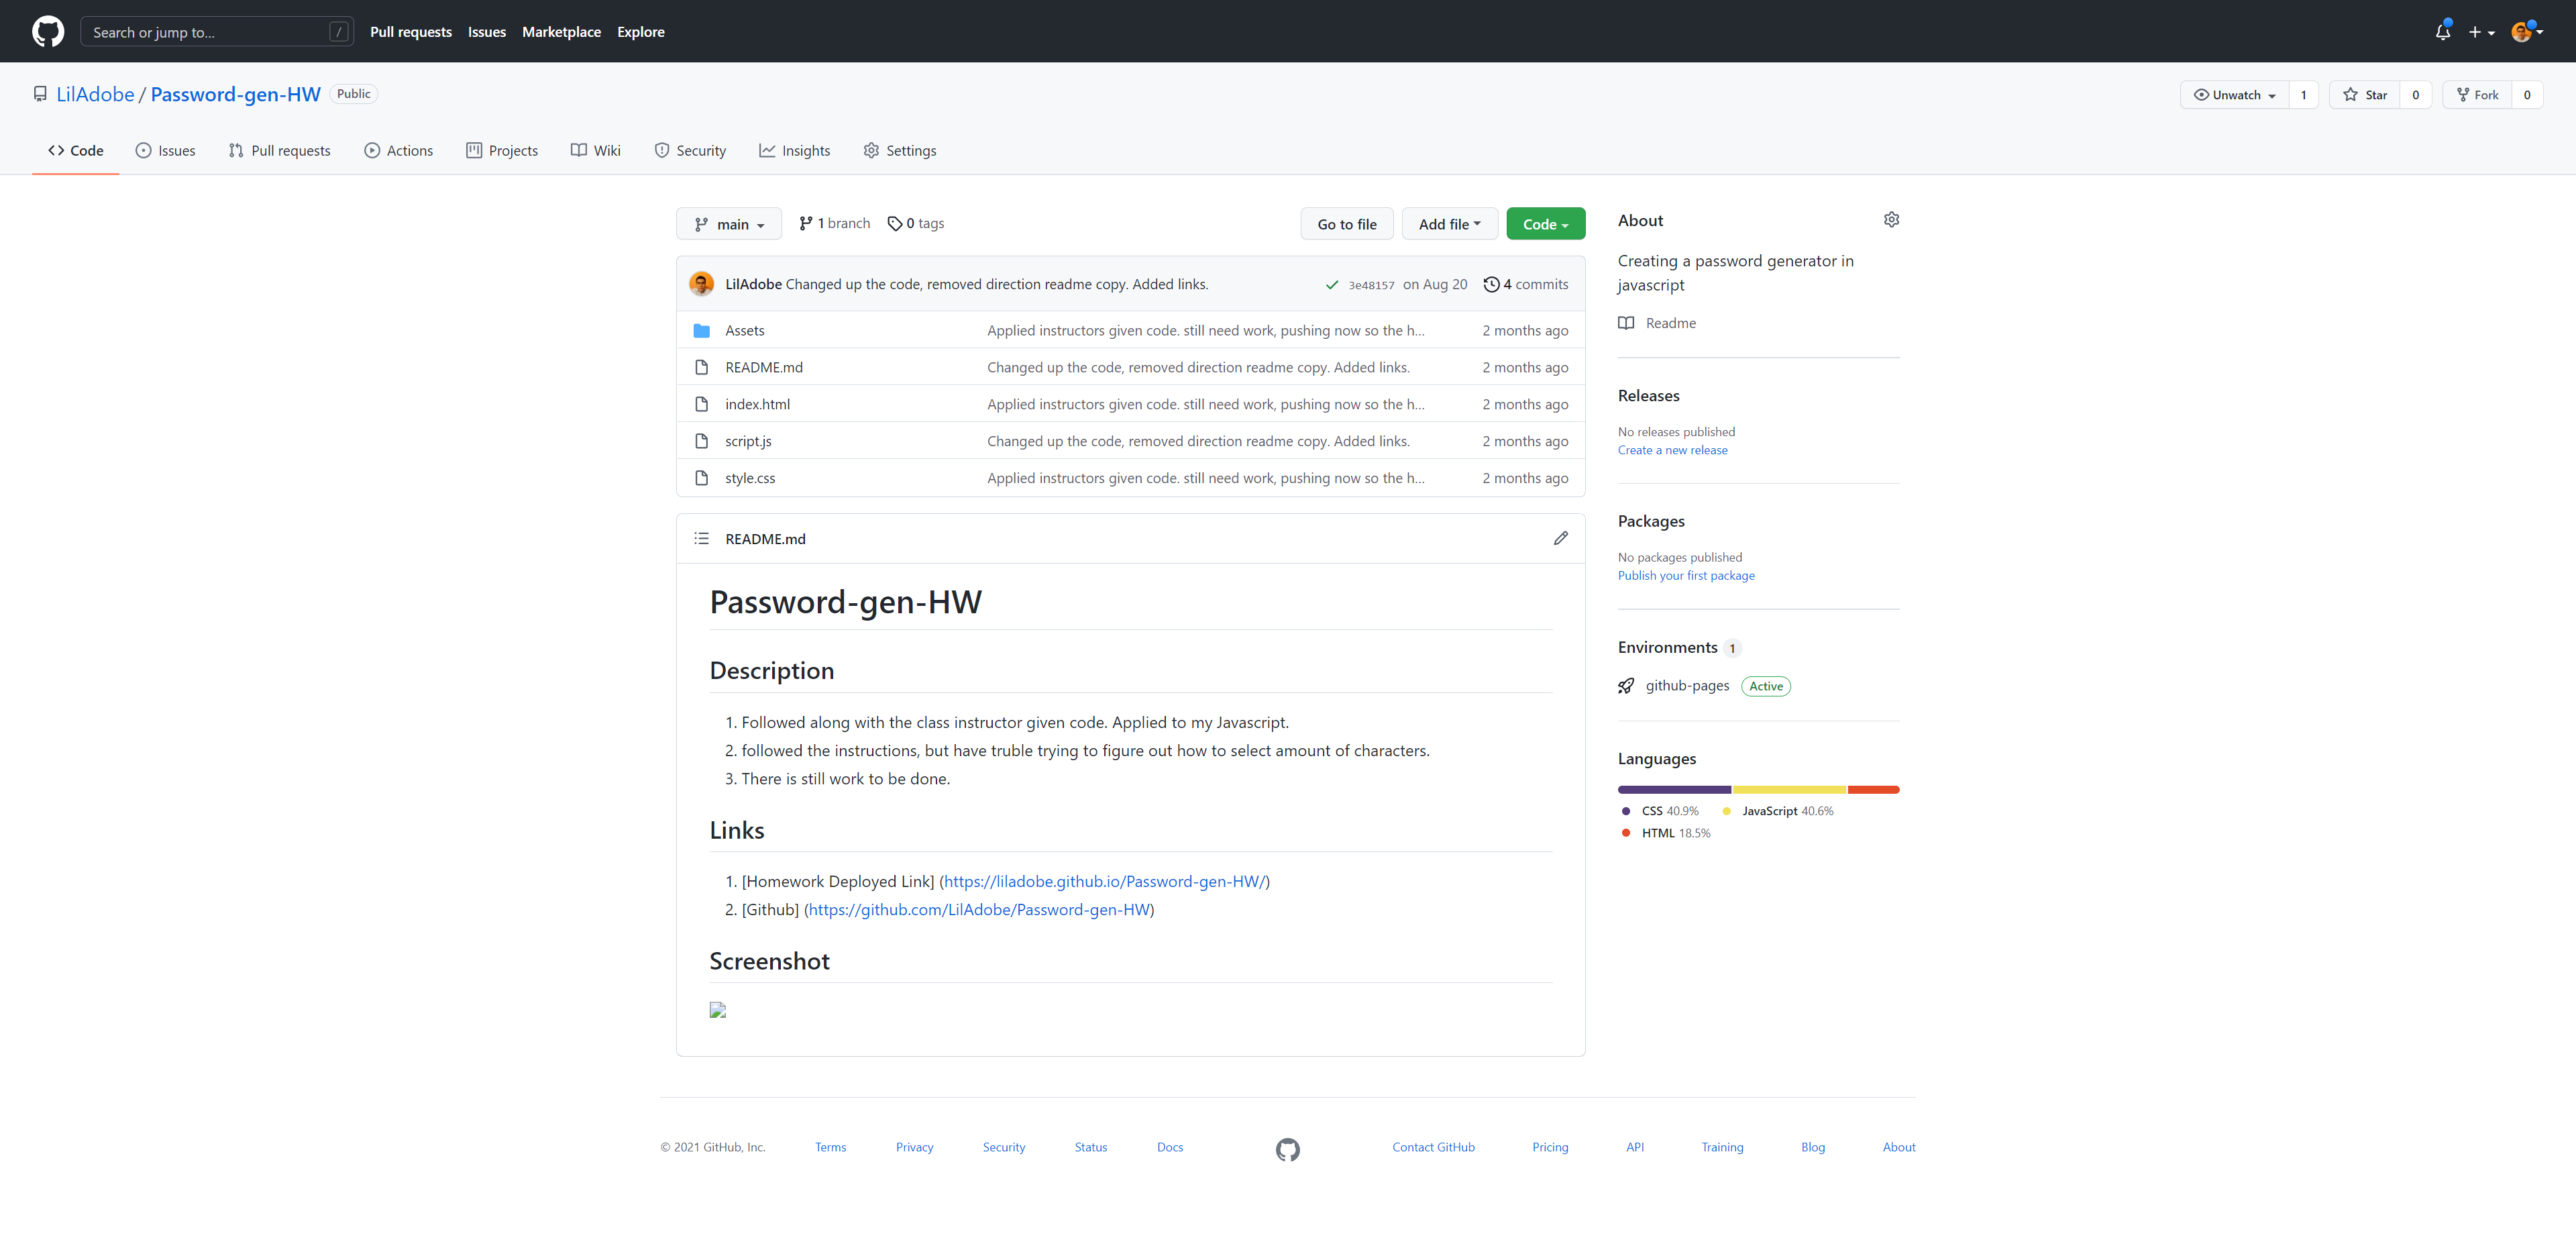 Search or jump to... /
Pull requests Issues Marketplace Explore
LilAdobe / Password-gen-HW Public
Unwatch 1 Star 0 Fork 0
Code Issues Pull requests Actions Projects Wiki Security Insights Settings
main 1 branch 0 tags
Go to file Add file Code
LilAdobe Changed up the code, removed direction readme copy. Added links. 3e48157 on Aug 20 4 commits
Assets Applied instructors given code. still need work, pushing now so the h... 2 months ago
README.md Changed up the code, removed direction readme copy. Added links. 2 months ago
index.html Applied instructors given code. still need work, pushing now so the h... 2 months ago
script.js Changed up the code, removed direction readme copy. Added links. 2 months ago
style.css Applied instructors given code. still need work, pushing now so the h... 2 months ago
README.md
Password-gen-HW
Description
1. Followed along with the class instructor given code. Applied to my Javascript.
2. followed the instructions, but have truble trying to figure out how to select amount of characters.
3. There is still work to be done.
Links
1. [Homework Deployed Link] (https://liladobe.github.io/Password-gen-HW/)
2. [Github] (https://github.com/LilAdobe/Password-gen-HW)
Screenshot
About
Creating a password generator in
javascript
Readme
Releases
No releases published
Create a new release
Packages
No packages published
Publish your first package
Environments 1
github-pages Active
Languages
CSS 40.9% JavaScript 40.6%
HTML 18.5%
© 2021 GitHub, Inc. Terms Privacy Security Status Docs Contact GitHub Pricing API Training Blog About